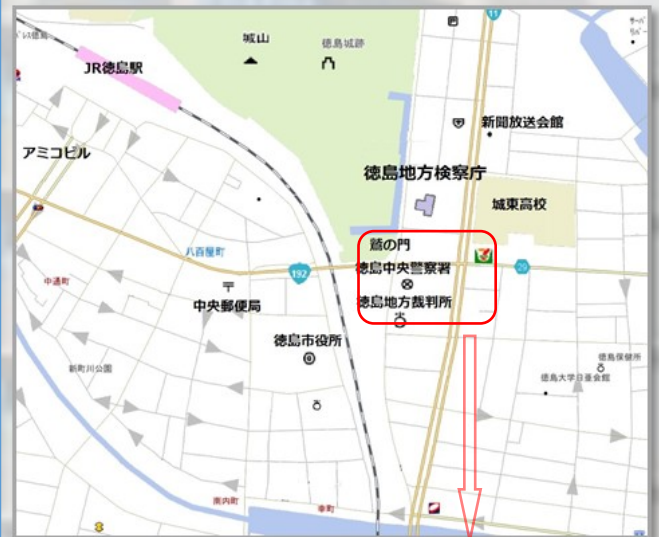 11
城山
徳島城跡
JR徳島駅
新聞放送会館
アミコビル
徳島地方検察庁
城東高校
鷲の門
八百屋町
192
徳島中央警察署
29
中通町
中央郵便局
徳島地方裁判所
徳島市役所
徳島保健所
新町川公園
徳島大学日亜会館
南内町
幸町